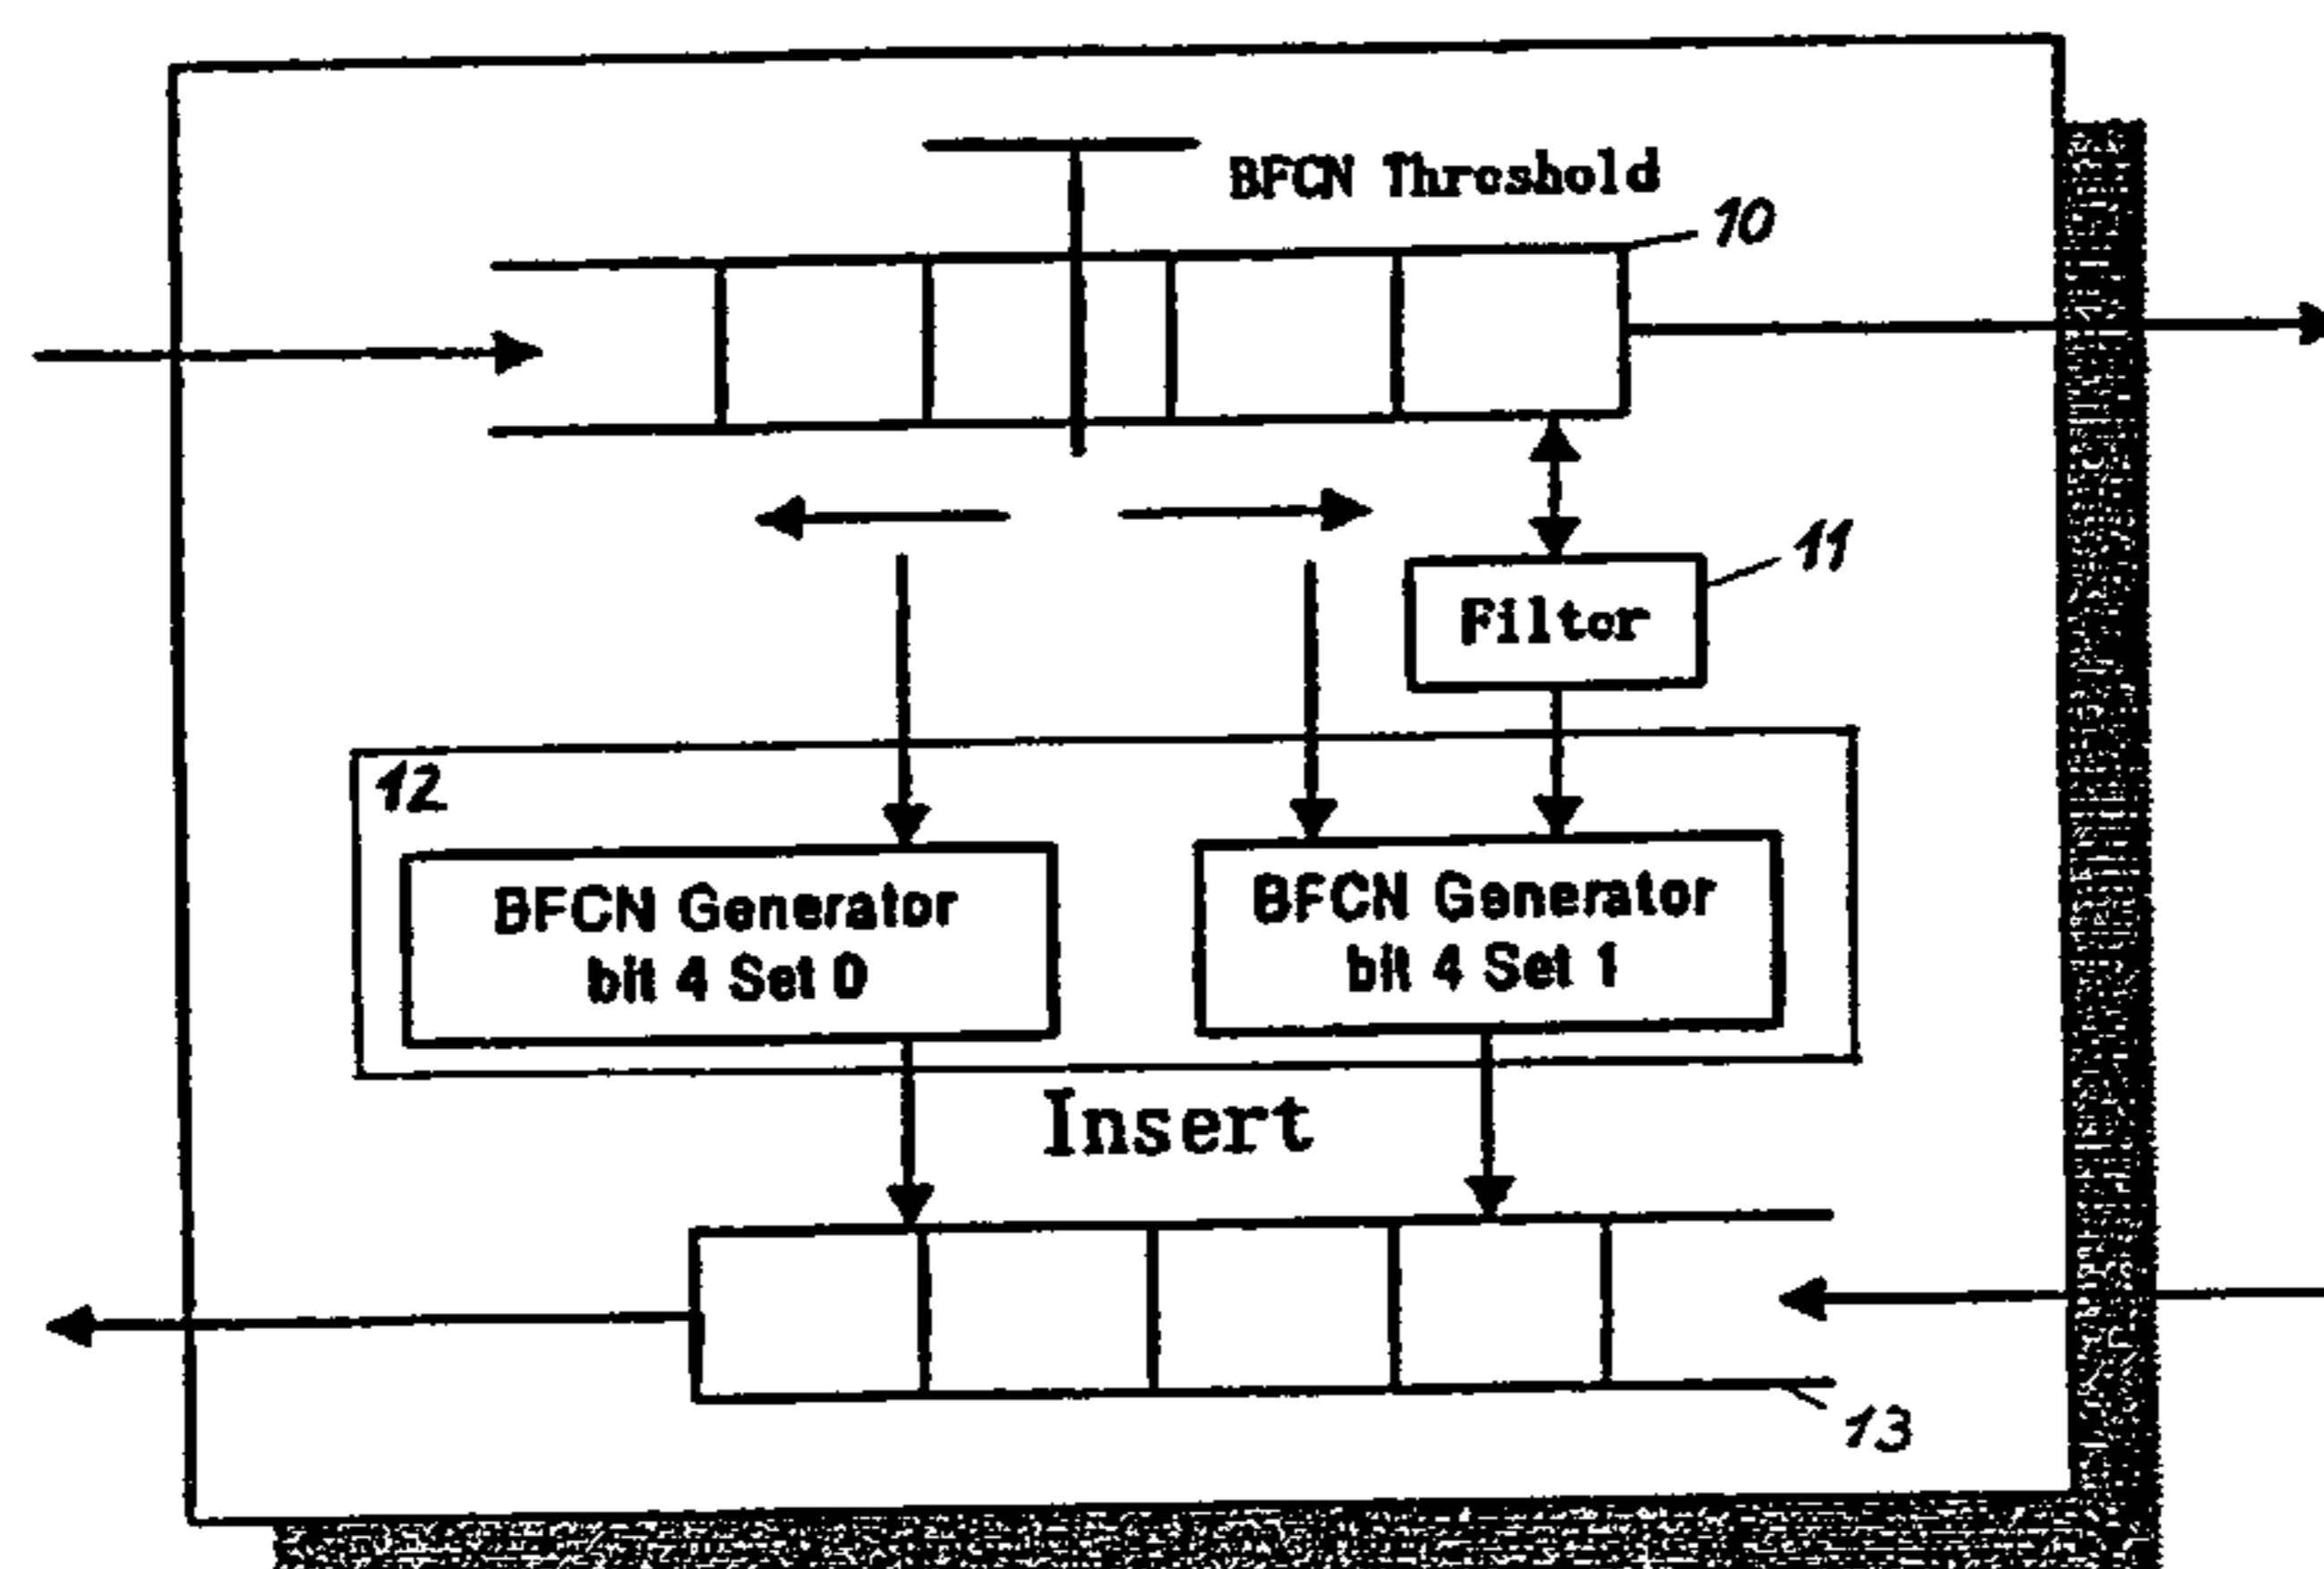 BFCN Threshold
10
11
Filter
12
BFCN Generator
bit 4 Set 0
BFCN Generator
bit 4 Set 1
Insert
13